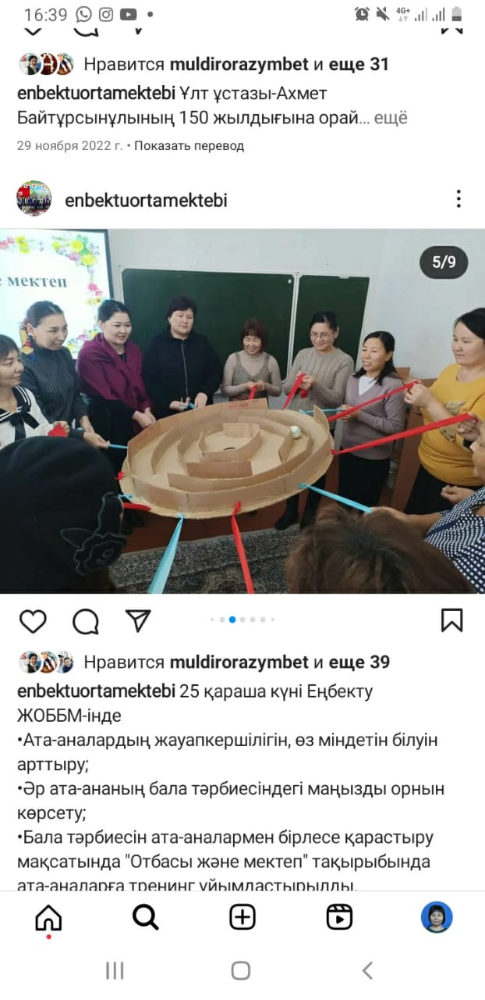 16:39
4G+
Нравится muldirorazymbet и еще 31
enbektuortamektebi Ұлт ұстазы-Ахмет
Байтұрсынұлының 150 жылдығына орай... ещё
29 ноября 2022 г. • Показать перевод
enbektuortamektebi
5/9
мектеп
Нравится muldirorazymbet и еще 39
enbektuortamektebi 25 қараша күні Еңбекту
ЖОББМ-інде
•Ата-аналардың жауапкершілігін, өз міндетін білуін
арттыру;
•Әр ата-ананың бала тәрбиесіндегі маңызды орнын
көрсету;
•Бала тәрбиесін ата-аналармен бірлесе қарастыру
мақсатында "Отбасы және мектеп" тақырыбында
ата-аналарға тренинг ұйымдастырылды.